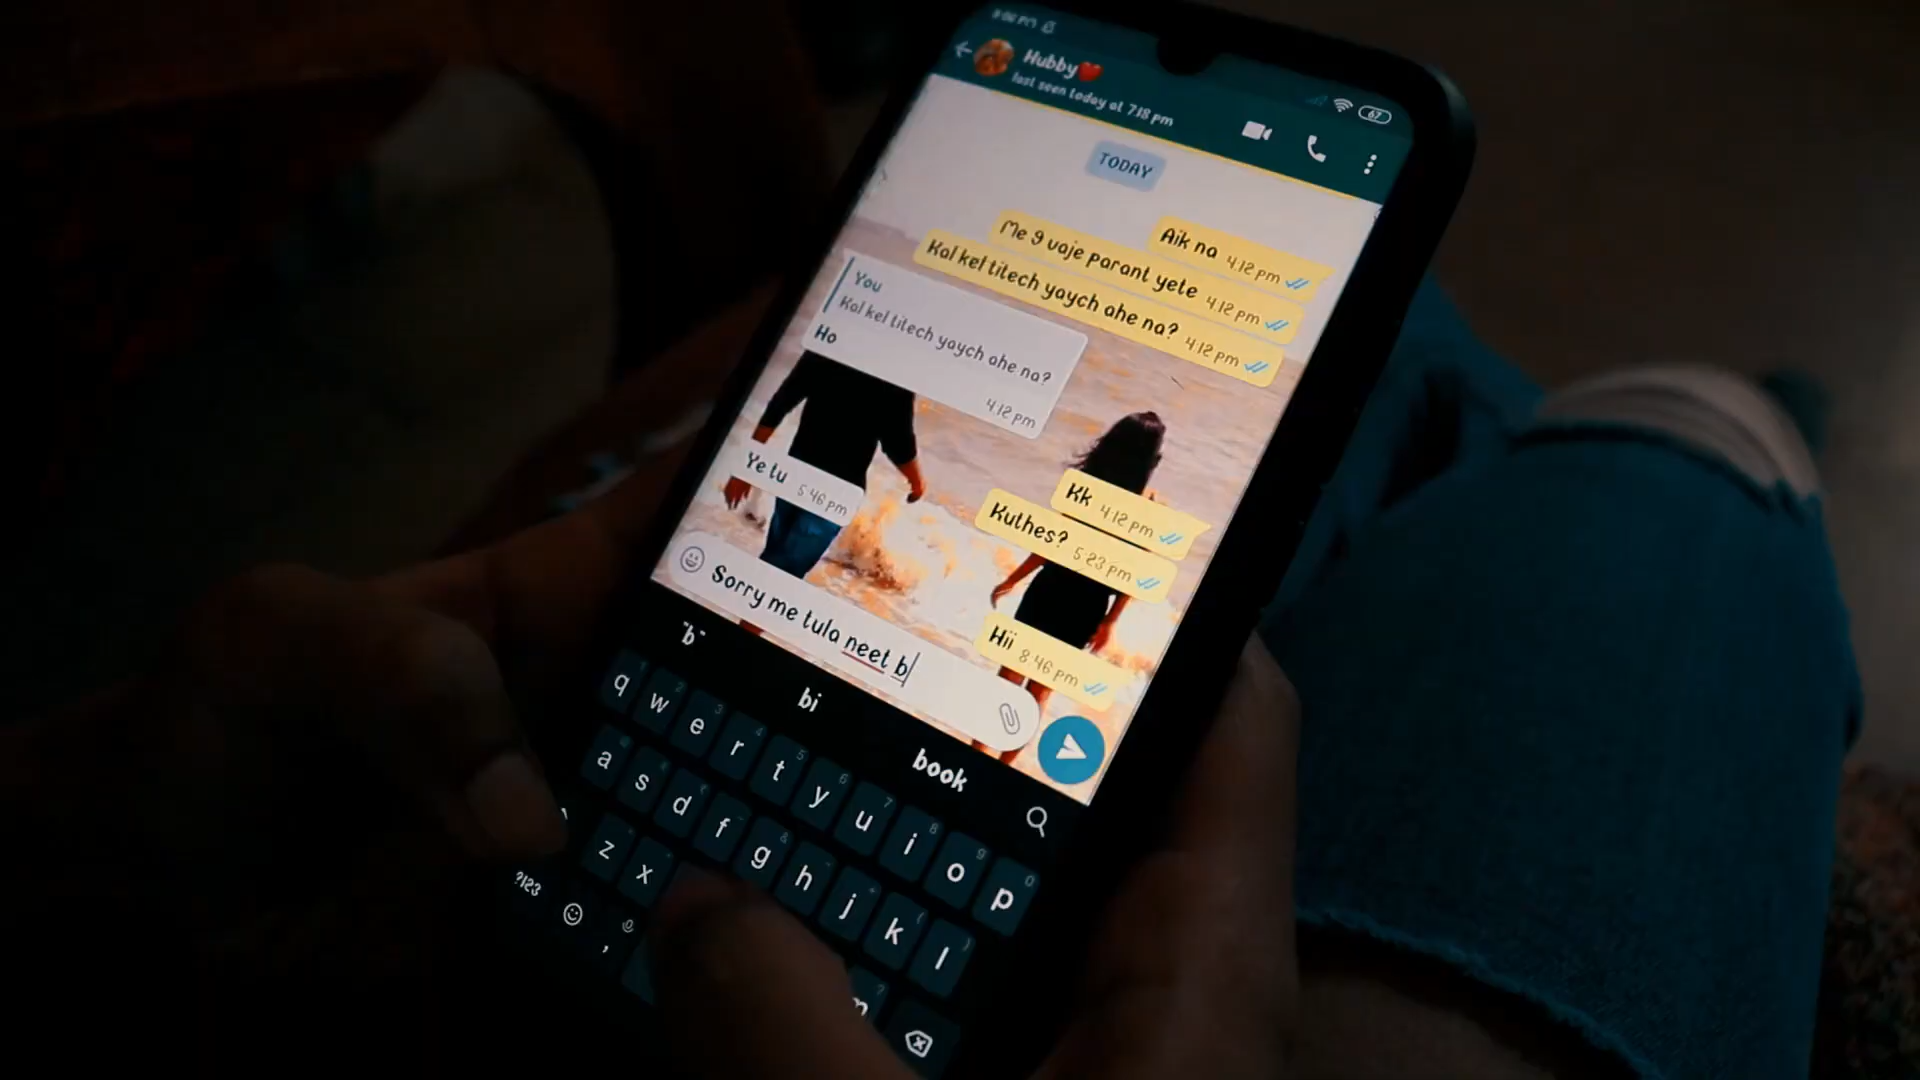 Hubby❤️
67
last seen today at 7:18 pm
TODAY
Aik na 4:12 pm
Me 9 vaje parant yete 4:12 pm
Kal kel titech yaych ahe na? 4:12 pm
You
Kal kel titech yaych ahe na?
Ho
4:12 pm
Kk 4:12 pm
Kuthes? 5:23 pm
Ye tu 5:46 pm
Hii 8:46 pm
Sorry me tula neet b
"b" bi book
q w e r t y u i o p
a s d f g h j k l
z x m
?123 ,